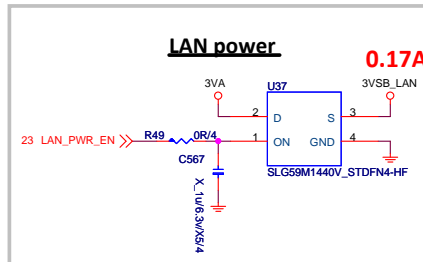 LAN power
0.17A
3VA
U37
3VSB_LAN
2
D
S
3
23 LAN_PWR_EN
R49
0R/4
1
ON
GND
4
C567
SLG59M1440V_STDFN4-HF
X_1u/6.3v/X5/4